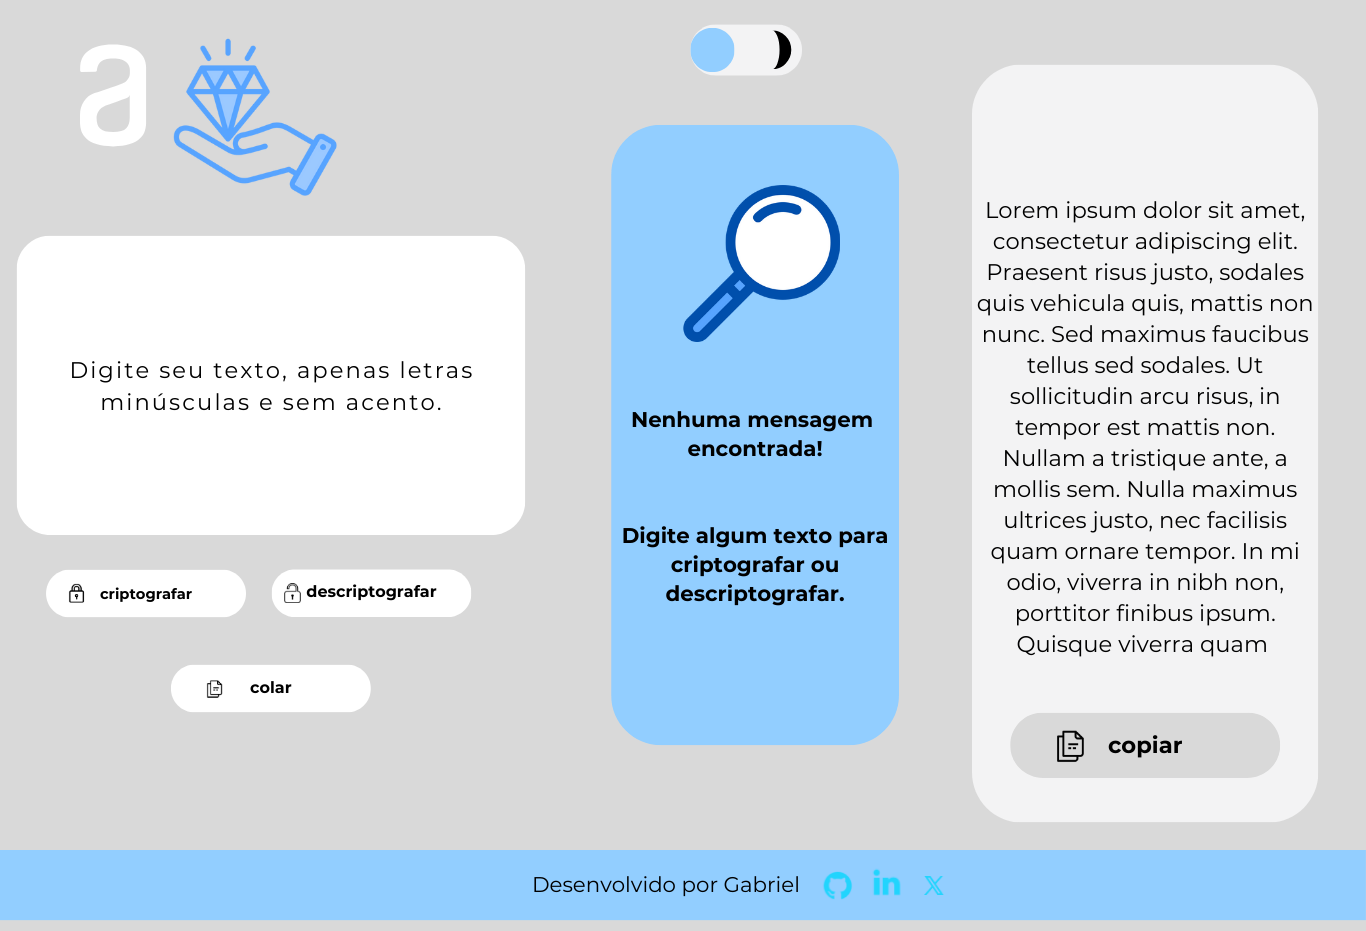 a
Digite seu texto, apenas letras
minúsculas e sem acento.
criptografar
descriptografar
colar
Nenhuma mensagem
encontrada!
Digite algum texto para
criptografar ou
descriptografar.
Lorem ipsum dolor sit amet,
consectetur adipiscing elit.
Praesent risus justo, sodales
quis vehicula quis, mattis non
nunc. Sed maximus faucibus
tellus sed sodales. Ut
sollicitudin arcu risus, in
tempor est mattis non.
Nullam a tristique ante, a
mollis sem. Nulla maximus
ultrices justo, nec facilisis
quam ornare tempor. In mi
odio, viverra in nibh non,
porttitor finibus ipsum.
Quisque viverra quam
copiar
Desenvolvido por Gabriel in X